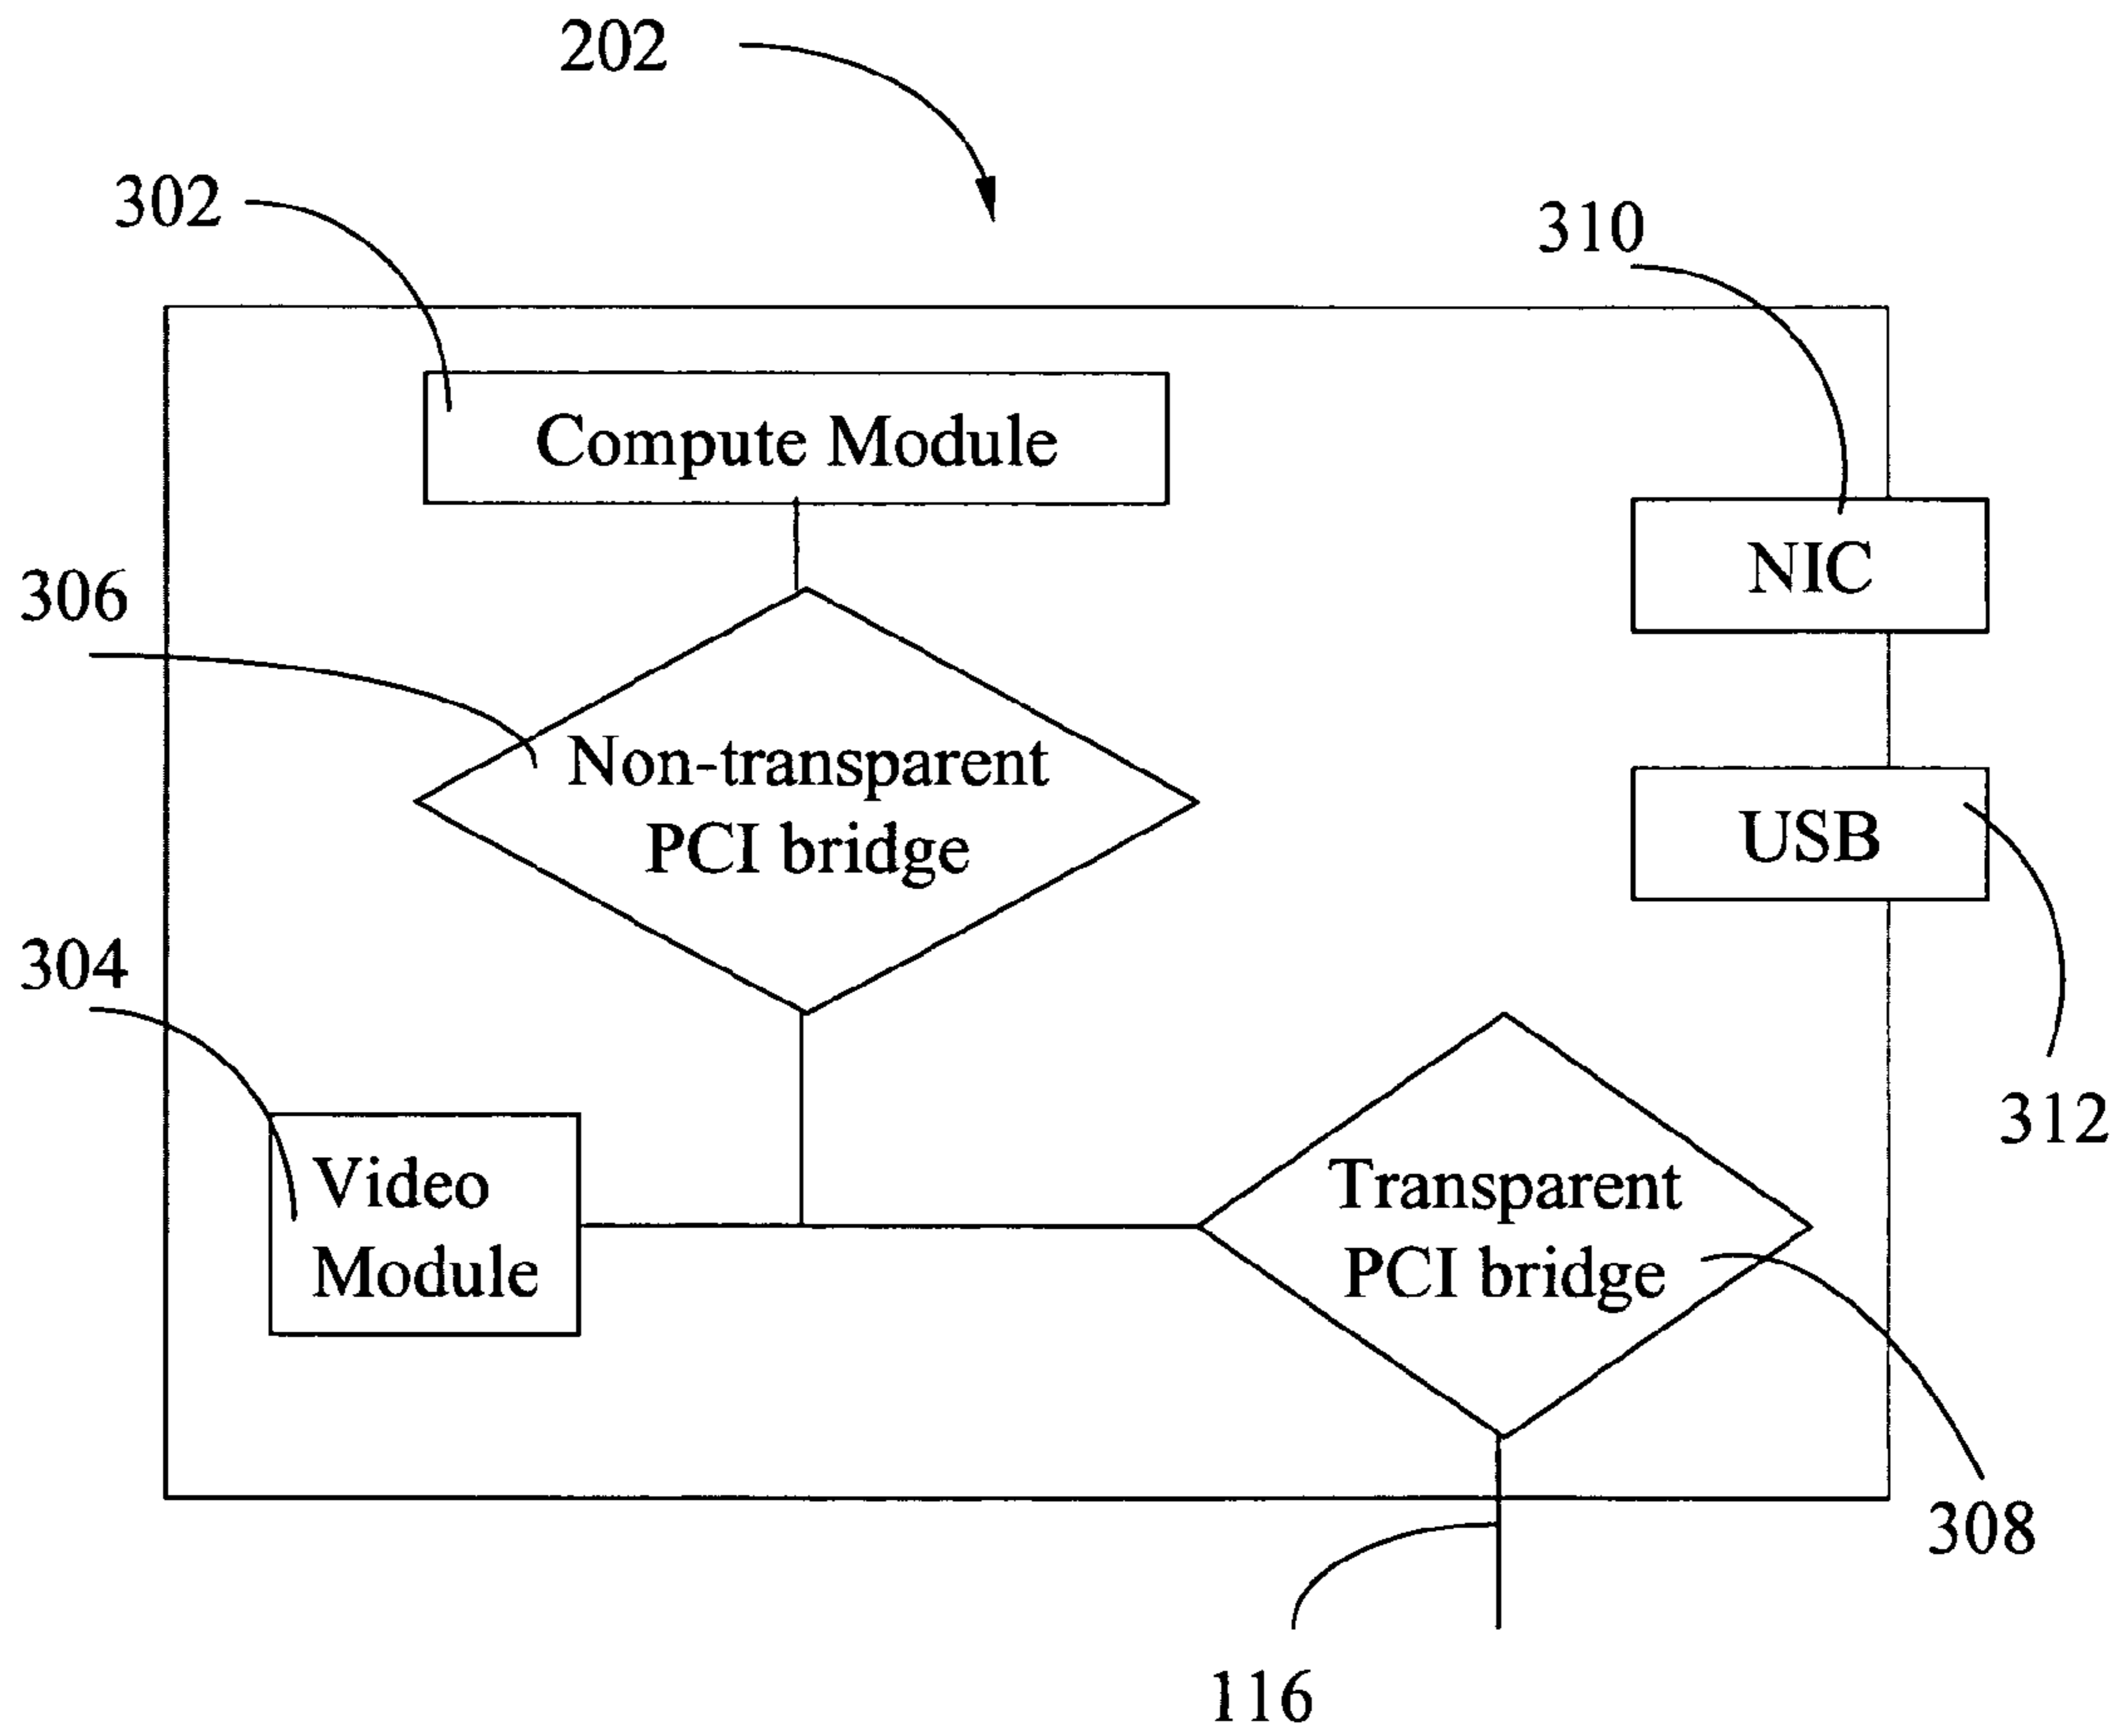 202
302
310
Compute Module
NIC
306
Non-transparent
PCI bridge
USB
304
312
Video
Module
Transparent
PCI bridge
308
116